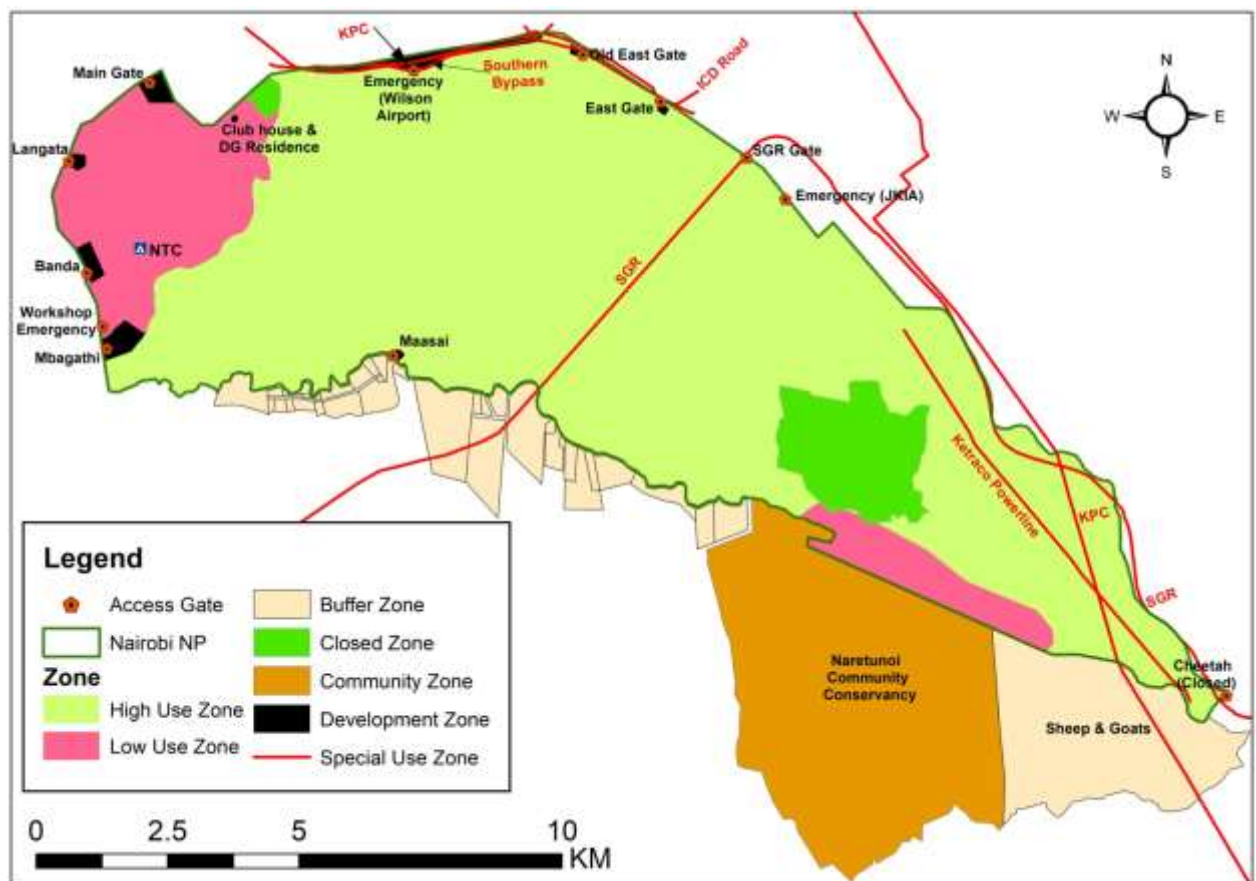 KPC
Main Gate
Old East Gate
Southern
Bypass
ICD Road
Emergency
(Wilson
Airport)
East Gate
N
W
E
S
Club house &
DG Residence
Langata
SGR Gate
Emergency (JKIA)
NTC
SGR
Banda
Workshop
Emergency
Mbagathi
Maasai
Ketraco Powerline
KPC
SGR
Cheetah
(Closed)
Naretunoi
Community
Conservancy
Sheep & Goats
Legend
Access Gate
Nairobi NP
Zone
High Use Zone
Low Use Zone
Buffer Zone
Closed Zone
Community Zone
Development Zone
Special Use Zone
0 2.5 5 10
KM